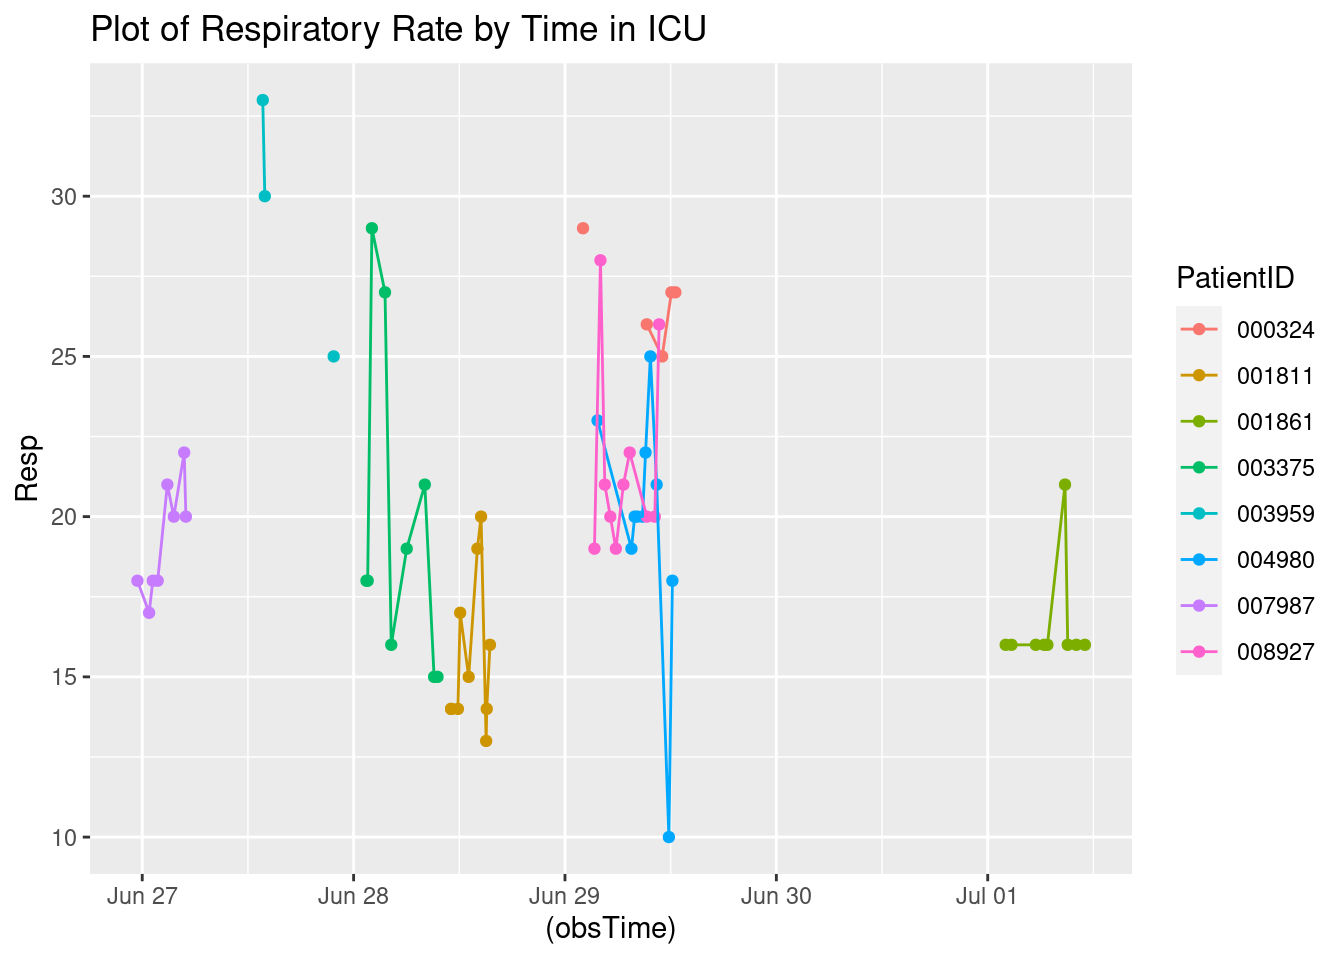 Plot of Respiratory Rate by Time in ICU
30
25
20
15
10
Resp
Jun 27 Jun 28 Jun 29 Jun 30 Jul 01
(obsTime)
PatientID
000324
001811
001861
003375
003959
004980
007987
008927